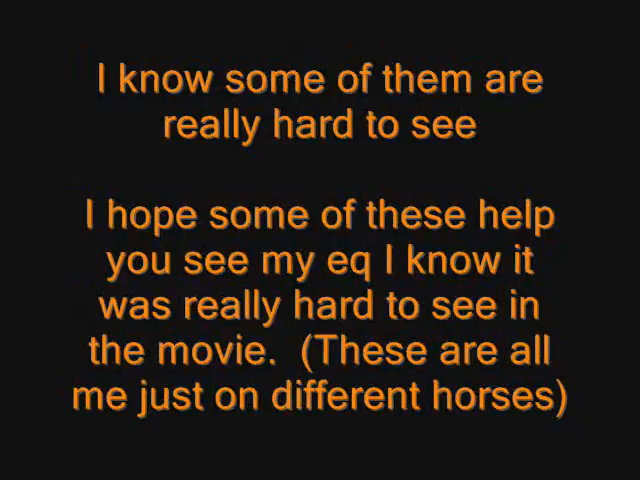 I know some of them are
really hard to see
I hope some of these help
you see my eq I know it
was really hard to see in
the movie.  (These are all
me just on different horses)